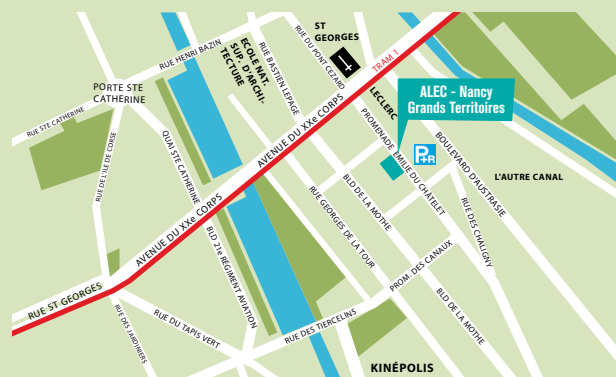 ST
GEORGES
RUE HENRI BAZIN
ECOLE NAT.
SUP. D'ARCHI-
TECTURE
RUE BASTIEN LEPAGE
RUE DU PONT CEZARD
TRAM 1
LECLERC
ALEC - Nancy
Grands Territoires
PORTE STE
CATHERINE
RUE STE CATHERINE
RUE DE L'ILE DE CORSE
QUAI STE CATHERINE
AVENUE DU XXe CORPS
PROMENADE EMILIE DU CHÂTELET
P+R
BOULEVARD D'AUSTRASIE
L'AUTRE CANAL
BLD DE LA MOTHE
RUE GEORGES DE LA TOUR
RUE DES CHALIGNY
AVENUE DU XXe CORPS
BLD 21e RÉGIMENT AVIATION
PROM. DES CANAUX
RUE ST GEORGES
RUE DES JARDINIERS
RUE DU TAPIS VERT
RUE DES TIERCELINS
BLD DE LA MOTHE
KINÉPOLIS